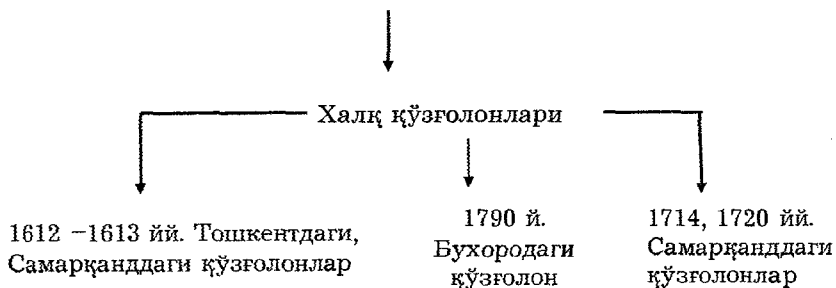 Халқ қўзғолонлари
1612 –1613 йй. Тошкентдаги,
Самарқанддаги қўзғолонлар
1790 й.
Бухородаги
қўзғолон
1714, 1720 йй.
Самарқанддаги
қўзғолонлар